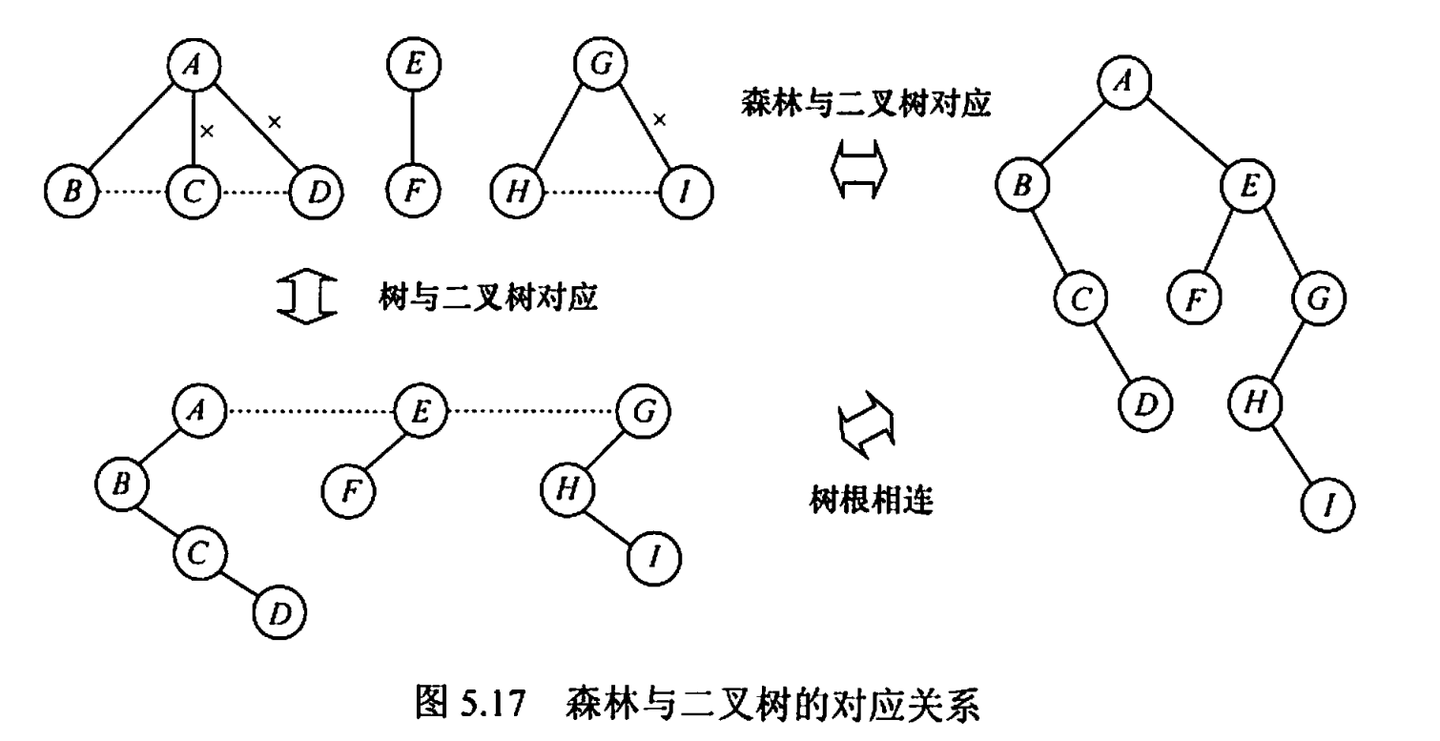 A E G
× ×
×
B C D F H I
森林与二叉树对应
A
B E
C F G
D H
I
树与二叉树对应
A E G
B F H
C I
D
树根相连
图 5.17 森林与二叉树的对应关系